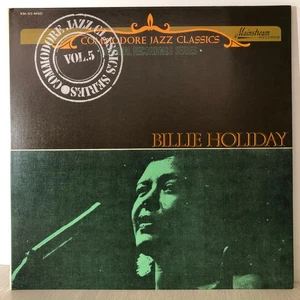 COMMODORE JAZZ CLASSICS
Mainstream
COMMODORE JAZZ CLASSICS SERIES
VOL.5
BILLIE HOLIDAY